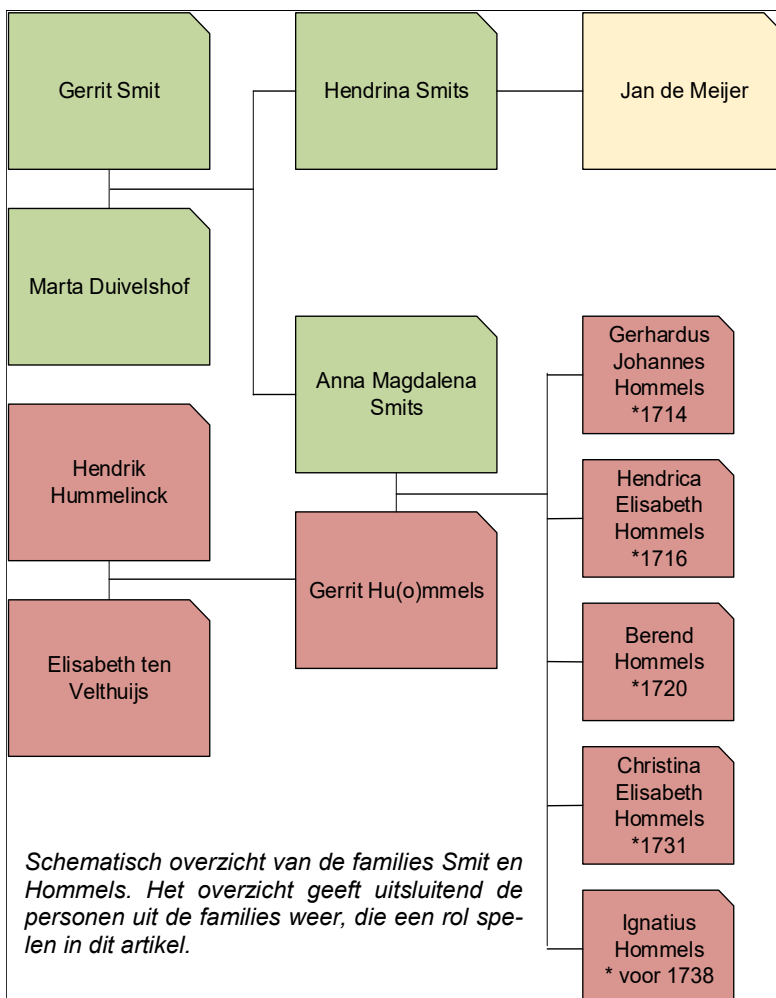 Gerrit Smit
Hendrina Smits
Jan de Meijer
Marta Duivelshof
Anna Magdalena
Smits
Gerhardus
Johannes
Hommels
*1714
Hendrik
Hummelinck
Hendrica
Elisabeth
Hommels
*1716
Gerrit Hu(o)mmels
Elisabeth ten
Velthuijs
Berend
Hommels
*1720
Christina
Elisabeth
Hommels
*1731
Ignatius
Hommels
* voor 1738
Schematisch overzicht van de families Smit en
Hommels. Het overzicht geeft uitsluitend de
personen uit de families weer, die een rol spe-
len in dit artikel.